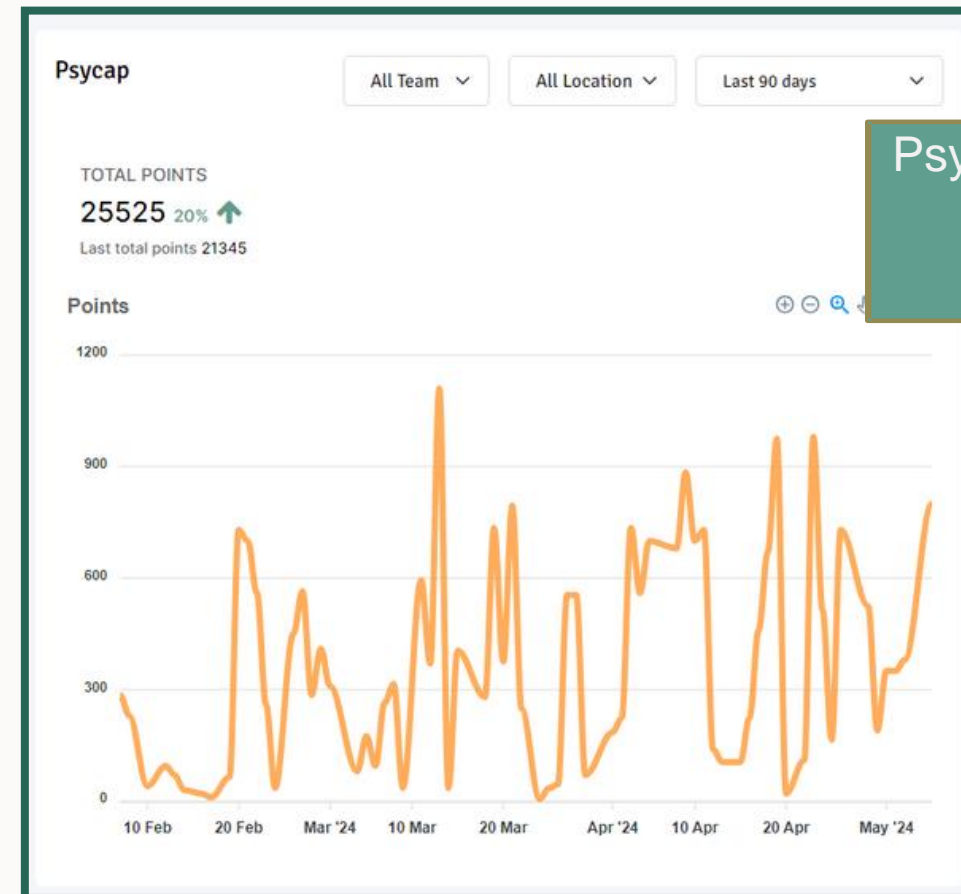 Psycap
All Team
All Location
Last 90 days
Psy
TOTAL POINTS
25525 20%
Last total points 21345
Points
1200
900
600
300
0
10 Feb 20 Feb Mar '24 10 Mar 20 Mar Apr '24 10 Apr 20 Apr May '24